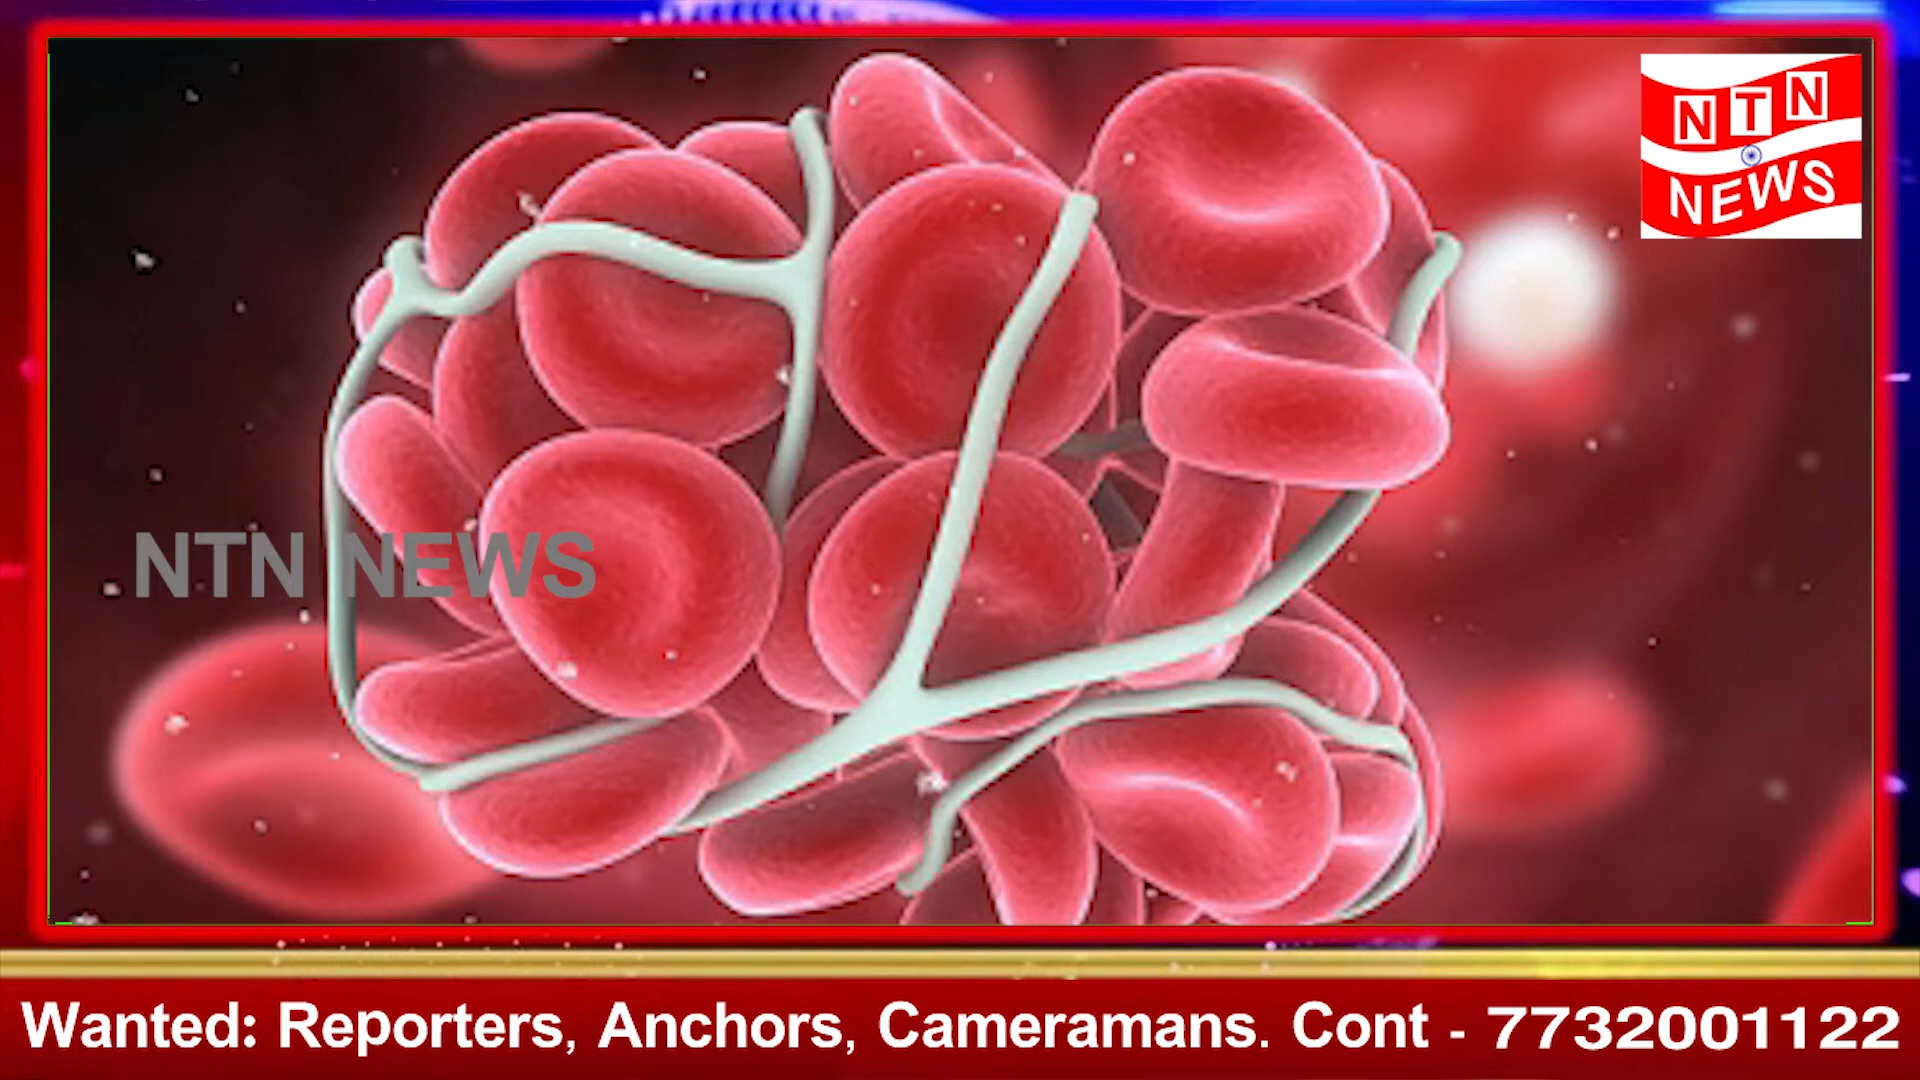 NTN
NEWS
NTN NEWS
Wanted: Reporters, Anchors, Cameramans. Cont - 7732001122